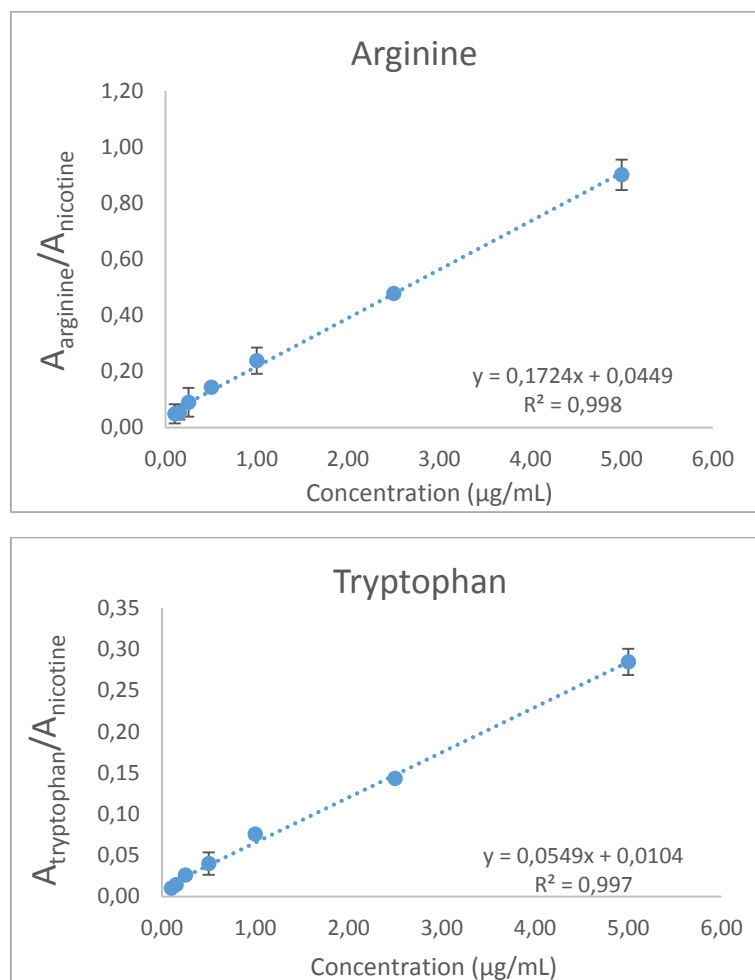 Arginine
1,20
1,00
0,80
0,60
0,40
0,20
0,00
A arginine/A nicotine
y = 0,1724x + 0,0449
R² = 0,998
0,00 1,00 2,00 3,00 4,00 5,00 6,00
Concentration (µg/mL)
Tryptophan
0,35
0,30
0,25
0,20
0,15
0,10
0,05
0,00
A tryptophan/A nicotine
y = 0,0549x + 0,0104
R² = 0,997
0,00 1,00 2,00 3,00 4,00 5,00 6,00
Concentration (µg/mL)